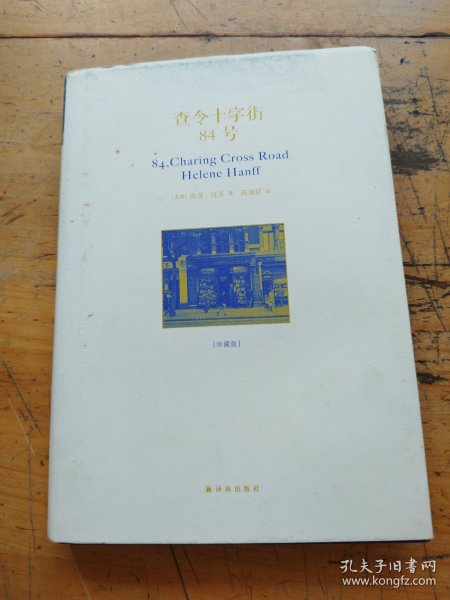 查令十字街
84号
84, Charing Cross Road
Helene Hanff
［美国］海莲·汉芙 著 陈建铭 译
［珍藏版］
译林出版社
孔夫子旧书网
www.kongfz.com